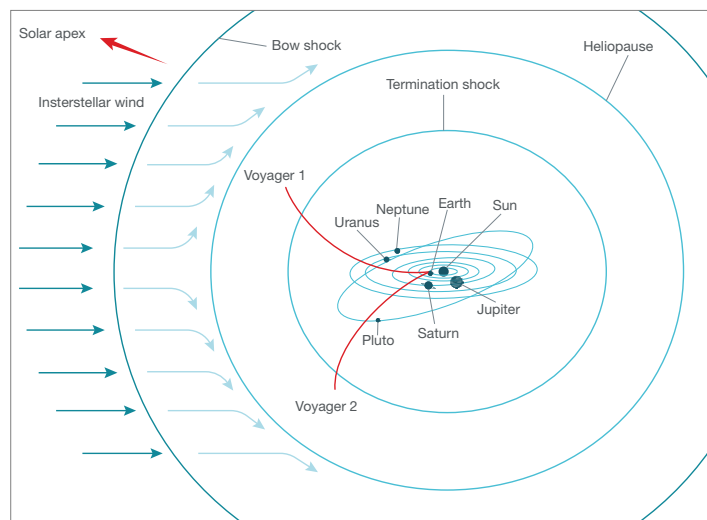 Solar apex
Bow shock
Heliopause
Termination shock
Insterstellar wind
Voyager 1
Earth
Sun
Neptune
Uranus
Jupiter
Saturn
Pluto
Voyager 2